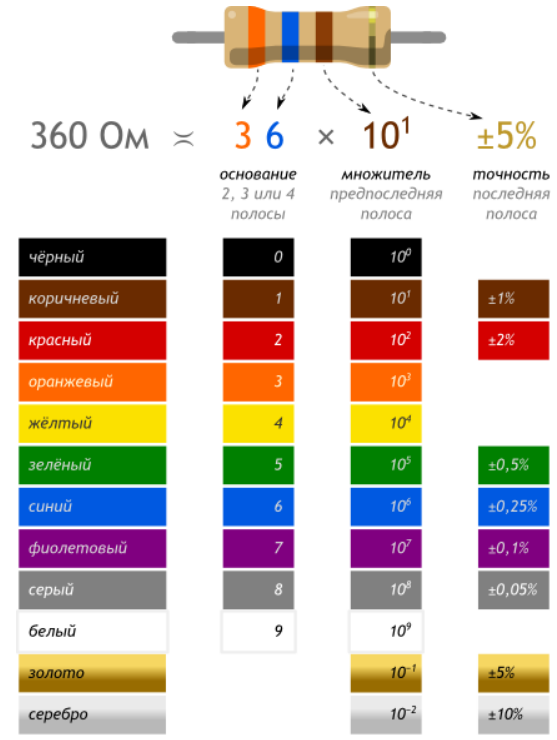 360 Ом ≍ 3 6 × 10¹ ±5%
основание множитель точность
2, 3 или 4 предпоследняя последняя
полосы полоса полоса
чёрный 0 10⁰
коричневый 1 10¹ ±1%
красный 2 10² ±2%
оранжевый 3 10³
жёлтый 4 10⁴
зелёный 5 10⁵ ±0,5%
синий 6 10⁶ ±0,25%
фиолетовый 7 10⁷ ±0,1%
серый 8 10⁸ ±0,05%
белый 9 10⁹
золото 10⁻¹ ±5%
серебро 10⁻² ±10%